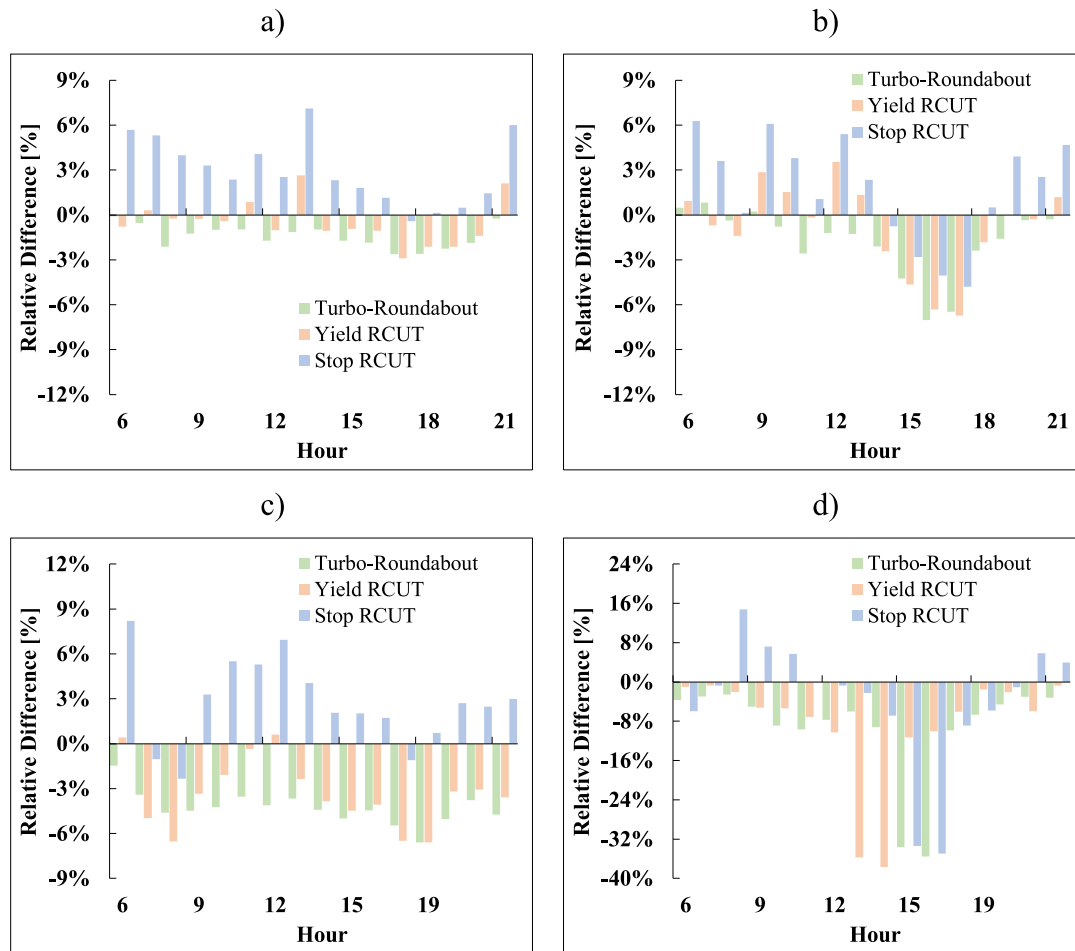 a)
9%
6%
3%
0%
-3%
-6%
-9%
-12%
Relative Difference [%]
Turbo-Roundabout
Yield RCUT
Stop RCUT
6 9 12 15 18 21
Hour
b)
9%
6%
3%
0%
-3%
-6%
-9%
-12%
Relative Difference [%]
Turbo-Roundabout
Yield RCUT
Stop RCUT
6 9 12 15 18 21
Hour
c)
12%
9%
6%
3%
0%
-3%
-6%
-9%
Relative Difference [%]
Turbo-Roundabout
Yield RCUT
Stop RCUT
6 9 12 15 19
Hour
d)
24%
16%
8%
0%
-8%
-16%
-24%
-32%
-40%
Relative Difference [%]
Turbo-Roundabout
Yield RCUT
Stop RCUT
6 9 12 15 19
Hour